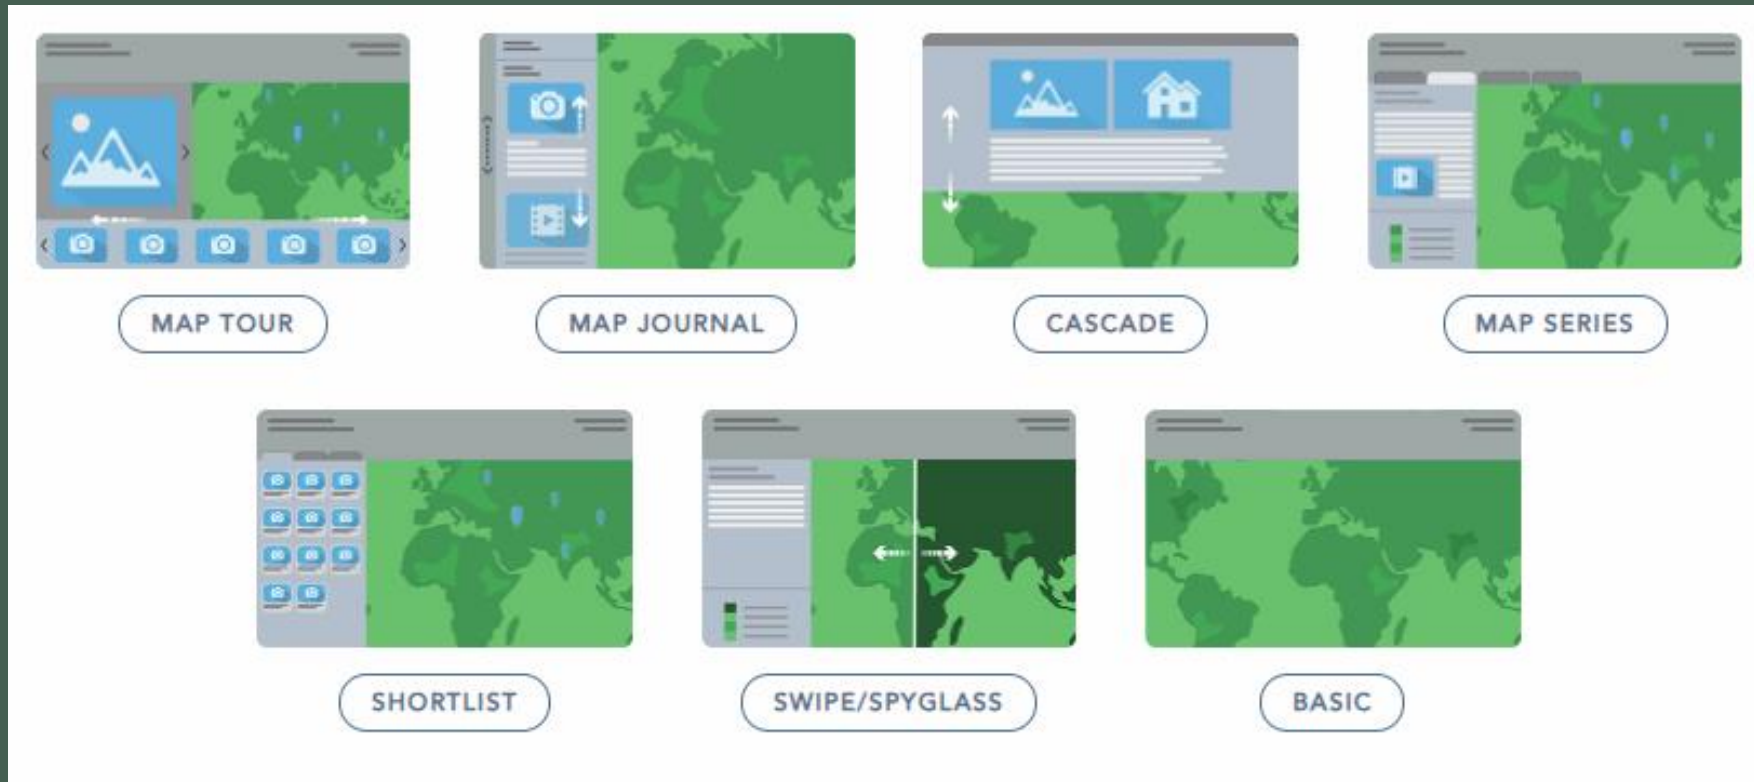 MAP TOUR
MAP JOURNAL
CASCADE
MAP SERIES
SHORTLIST
SWIPE/SPYGLASS
BASIC